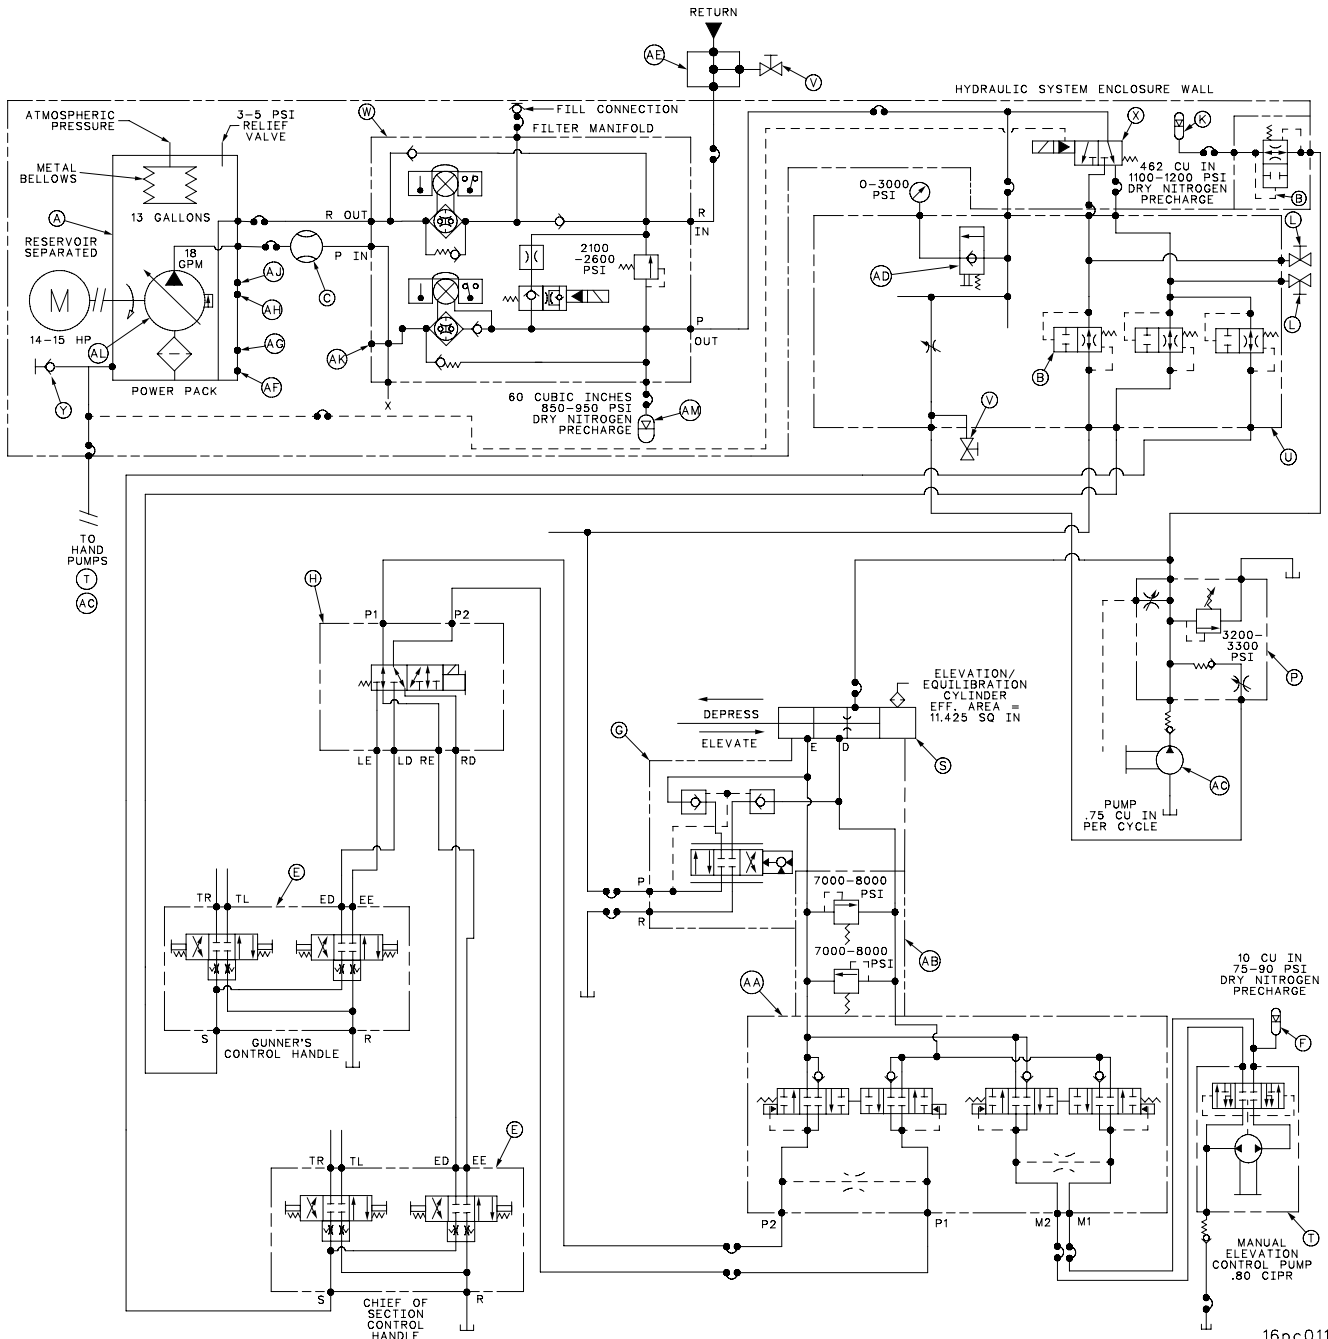 RETURN
AE
V
HYDRAULIC SYSTEM ENCLOSURE WALL
ATMOSPHERIC
PRESSURE
3-5 PSI
RELIEF
VALVE
W
FILL CONNECTION
FILTER MANIFOLD
X
K
METAL
BELLOWS
462 CU IN
1100-1200 PSI
DRY NITROGEN
PRECHARGE
0-3000
PSI
B
A
13 GALLONS
R OUT
R
IN
RESERVOIR
SEPARATED
18
GPM
P IN
2100
-2600
PSI
L
AD
M
AJ
C
AH
14-15 HP
AL
P
OUT
L
AG
AK
AF
B
POWER PACK
Y
X
60 CUBIC INCHES
850-950 PSI
DRY NITROGEN
PRECHARGE
AM
V
U
TO
HAND
PUMPS
T
AC
H
P1
P2
3200-
3300
PSI
P
ELEVATION/
EQUILIBRATION
CYLINDER
EFF. AREA =
11.425 SQ IN
DEPRESS
G
ELEVATE
E
D
S
LE
LD
RE
RD
AC
PUMP
.75 CU IN
PER CYCLE
E
P
7000-8000
PSI
TR
TL
ED
EE
R
7000-8000
PSI
AB
10 CU IN
75-90 PSI
DRY NITROGEN
PRECHARGE
AA
S
R
GUNNER'S
CONTROL HANDLE
F
E
TR
TL
ED
EE
P2
P1
M2
M1
T
MANUAL
ELEVATION
CONTROL PUMP
.80 CIPR
S
R
CHIEF OF
SECTION
CONTROL
HANDLE
16pc011